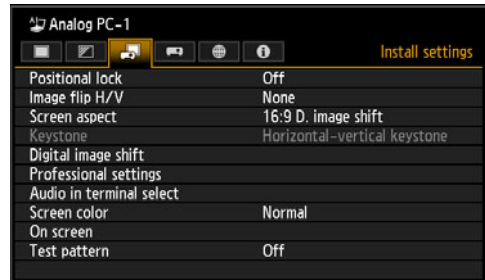 Analog PC-1
Install settings
Positional lock Off
Image flip H/V None
Screen aspect 16:9 D. image shift
Keystone Horizontal-vertical keystone
Digital image shift
Professional settings
Audio in terminal select
Screen color Normal
On screen
Test pattern Off